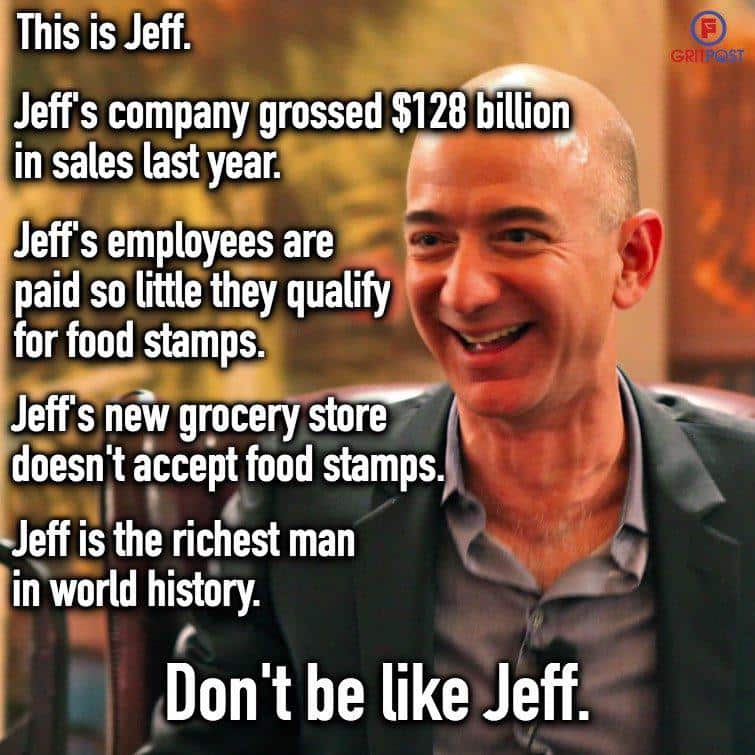 This is Jeff.
GRITPOST
Jeff's company grossed $128 billion
in sales last year.
Jeff's employees are
paid so little they qualify
for food stamps.
Jeff's new grocery store
doesn't accept food stamps.
Jeff is the richest man
in world history.
Don't be like Jeff.